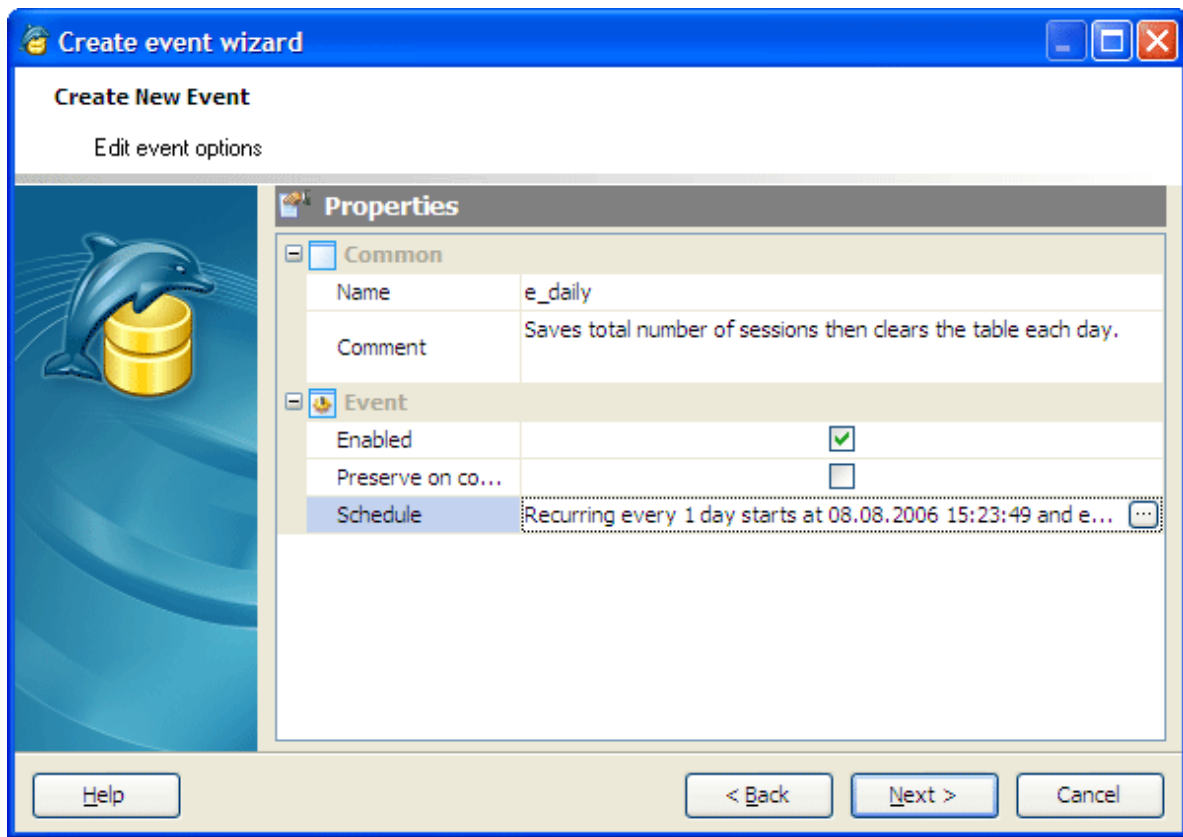 Create event wizard
Create New Event
Edit event options
Properties
Common
Name e_daily
Comment Saves total number of sessions then clears the table each day.
Event
Enabled
Preserve on co...
Schedule Recurring every 1 day starts at 08.08.2006 15:23:49 and e... ...
Help < Back Next > Cancel